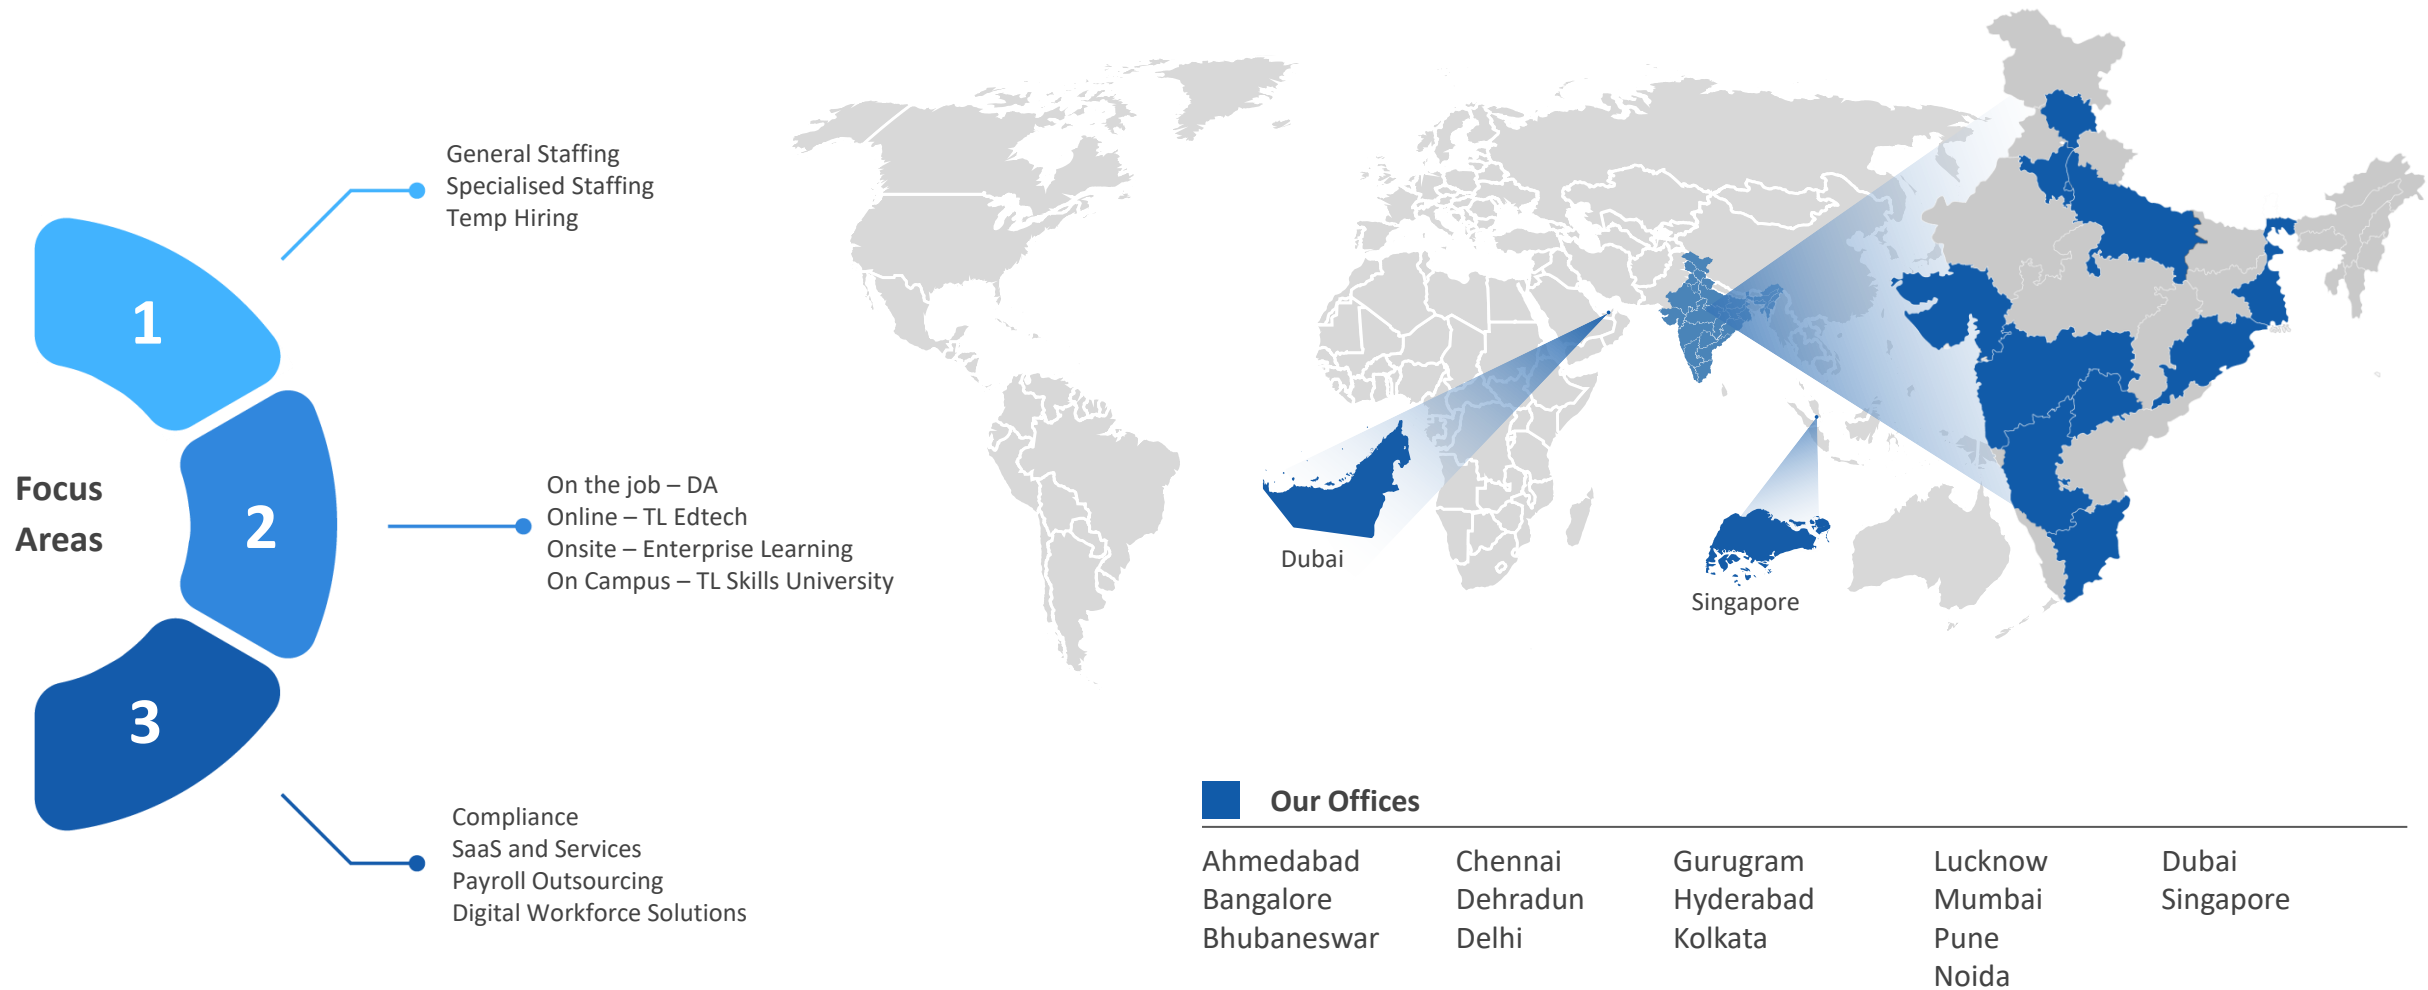 Focus
Areas
1
General Staffing
Specialised Staffing
Temp Hiring
2
On the job – DA
Online – TL Edtech
Onsite – Enterprise Learning
On Campus – TL Skills University
3
Compliance
SaaS and Services
Payroll Outsourcing
Digital Workforce Solutions
Dubai
Singapore
Our Offices
Ahmedabad
Bangalore
Bhubaneswar
Chennai
Dehradun
Delhi
Gurugram
Hyderabad
Kolkata
Lucknow
Mumbai
Pune
Noida
Dubai
Singapore